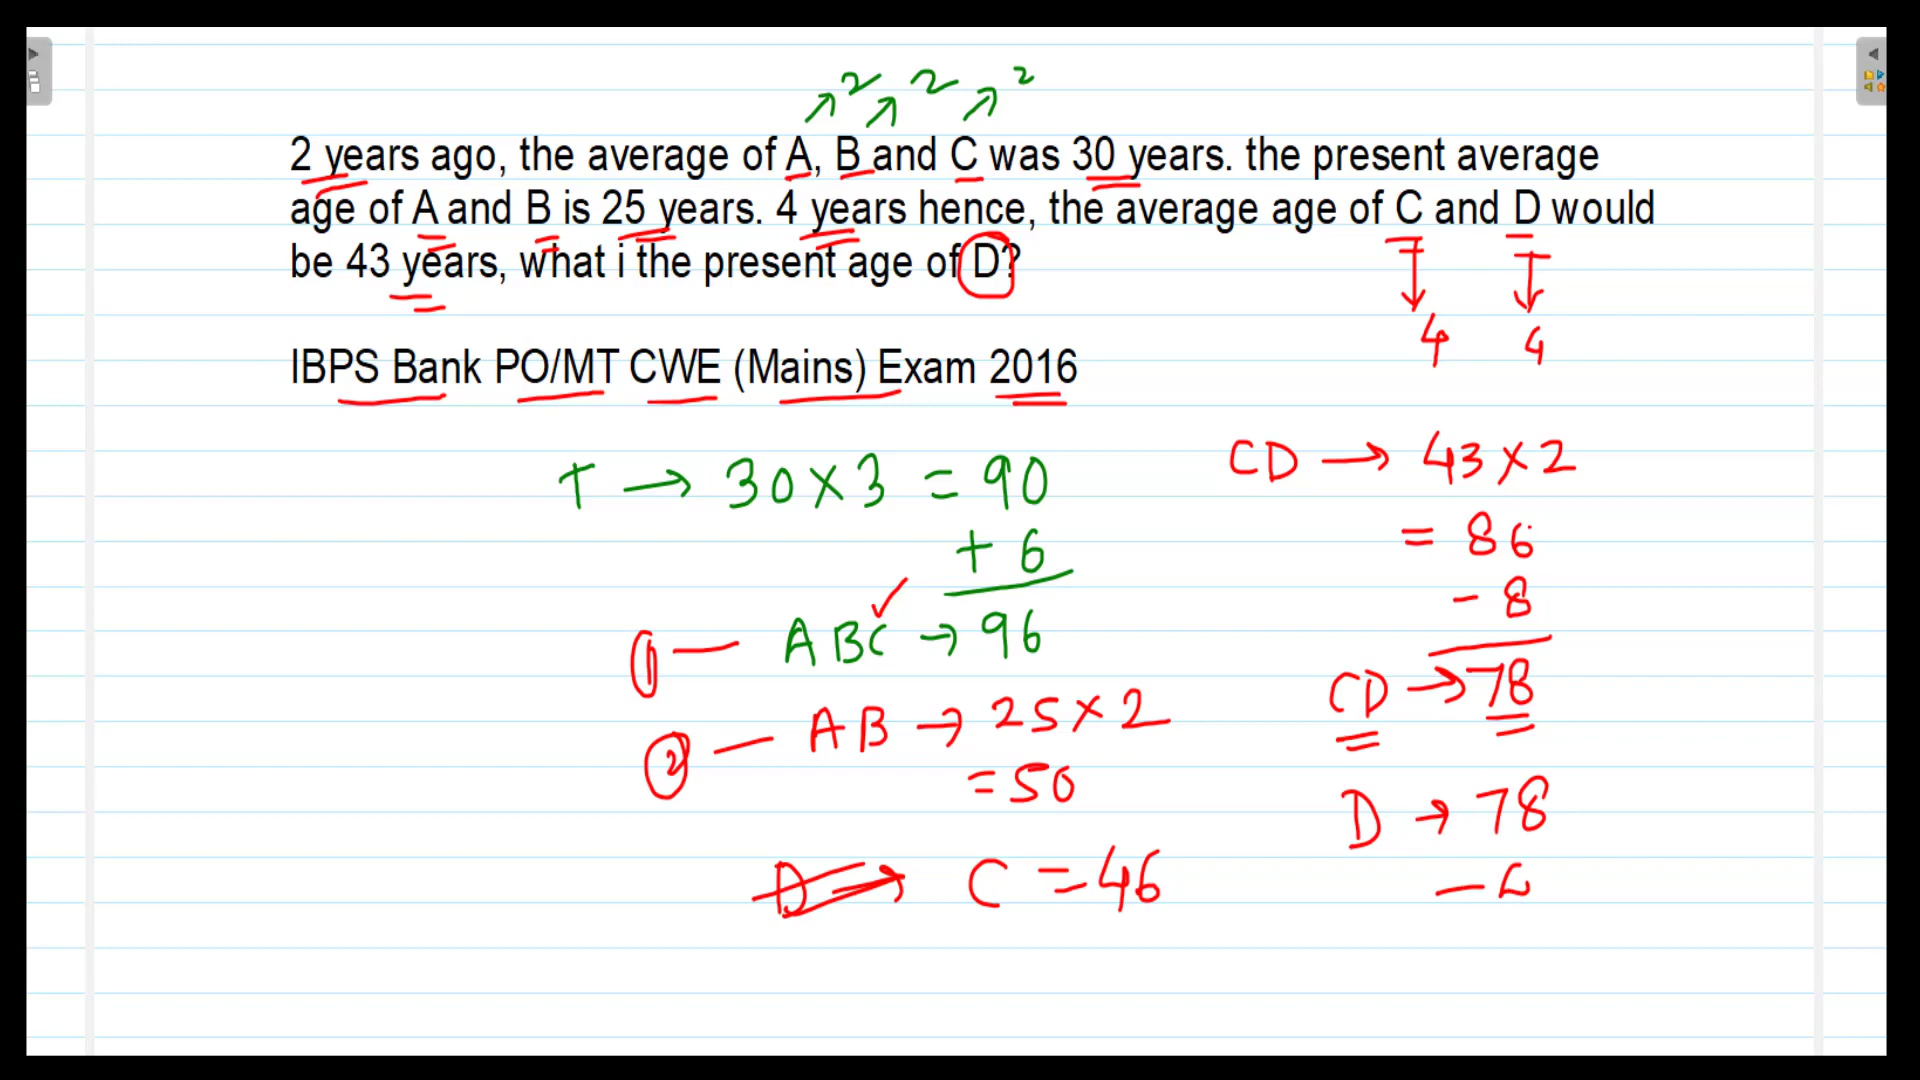 2 2 2
2 years ago, the average of A, B and C was 30 years. the present average
age of A and B is 25 years. 4 years hence, the average age of C and D would
be 43 years, what i the present age of D?
4 4
IBPS Bank PO/MT CWE (Mains) Exam 2016
T → 30 × 3 = 90
+ 6
1 — ABC → 96
2 — AB → 25 × 2
= 50
D → C = 46
CD → 43 × 2
= 86
- 8
CD → 78
D → 78
— 4